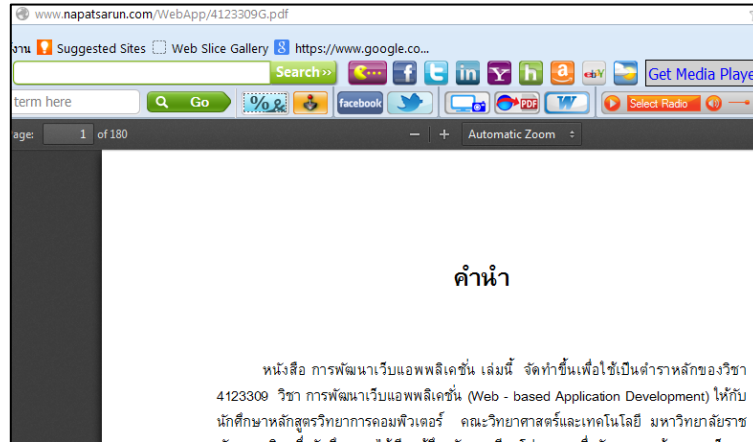 www.napatsarun.com/WebApp/4123309G.pdf
งาน Suggested Sites Web Slice Gallery https://www.google.co...
Search in Y h a ebY Get Media Playe
term here Go %& facebook PDF W Select Radio
age: 1 of 180 − + Automatic Zoom
คำนำ
หนังสือ การพัฒนาเว็บแอพพลิเคชั่น เล่มนี้ จัดทำขึ้นเพื่อใช้เป็นตำราหลักของวิชา
4123309 วิชา การพัฒนาเว็บแอพพลิเคชั่น (Web - based Application Development) ให้กับ
นักศึกษาหลักสูตรวิทยาการคอมพิวเตอร์ คณะวิทยาศาสตร์และเทคโนโลยี มหาวิทยาลัยราช